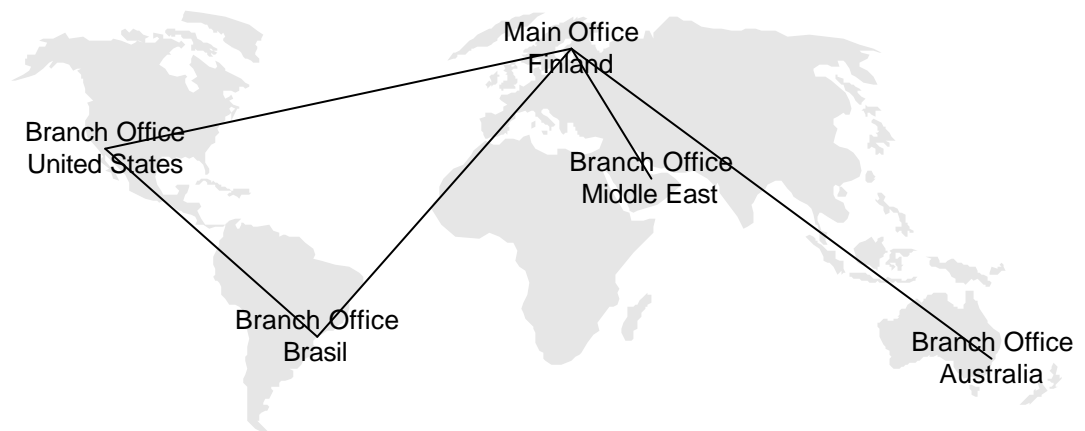 Main Office
Finland
Branch Office
United States
Branch Office
Middle East
Branch Office
Brasil
Branch Office
Australia